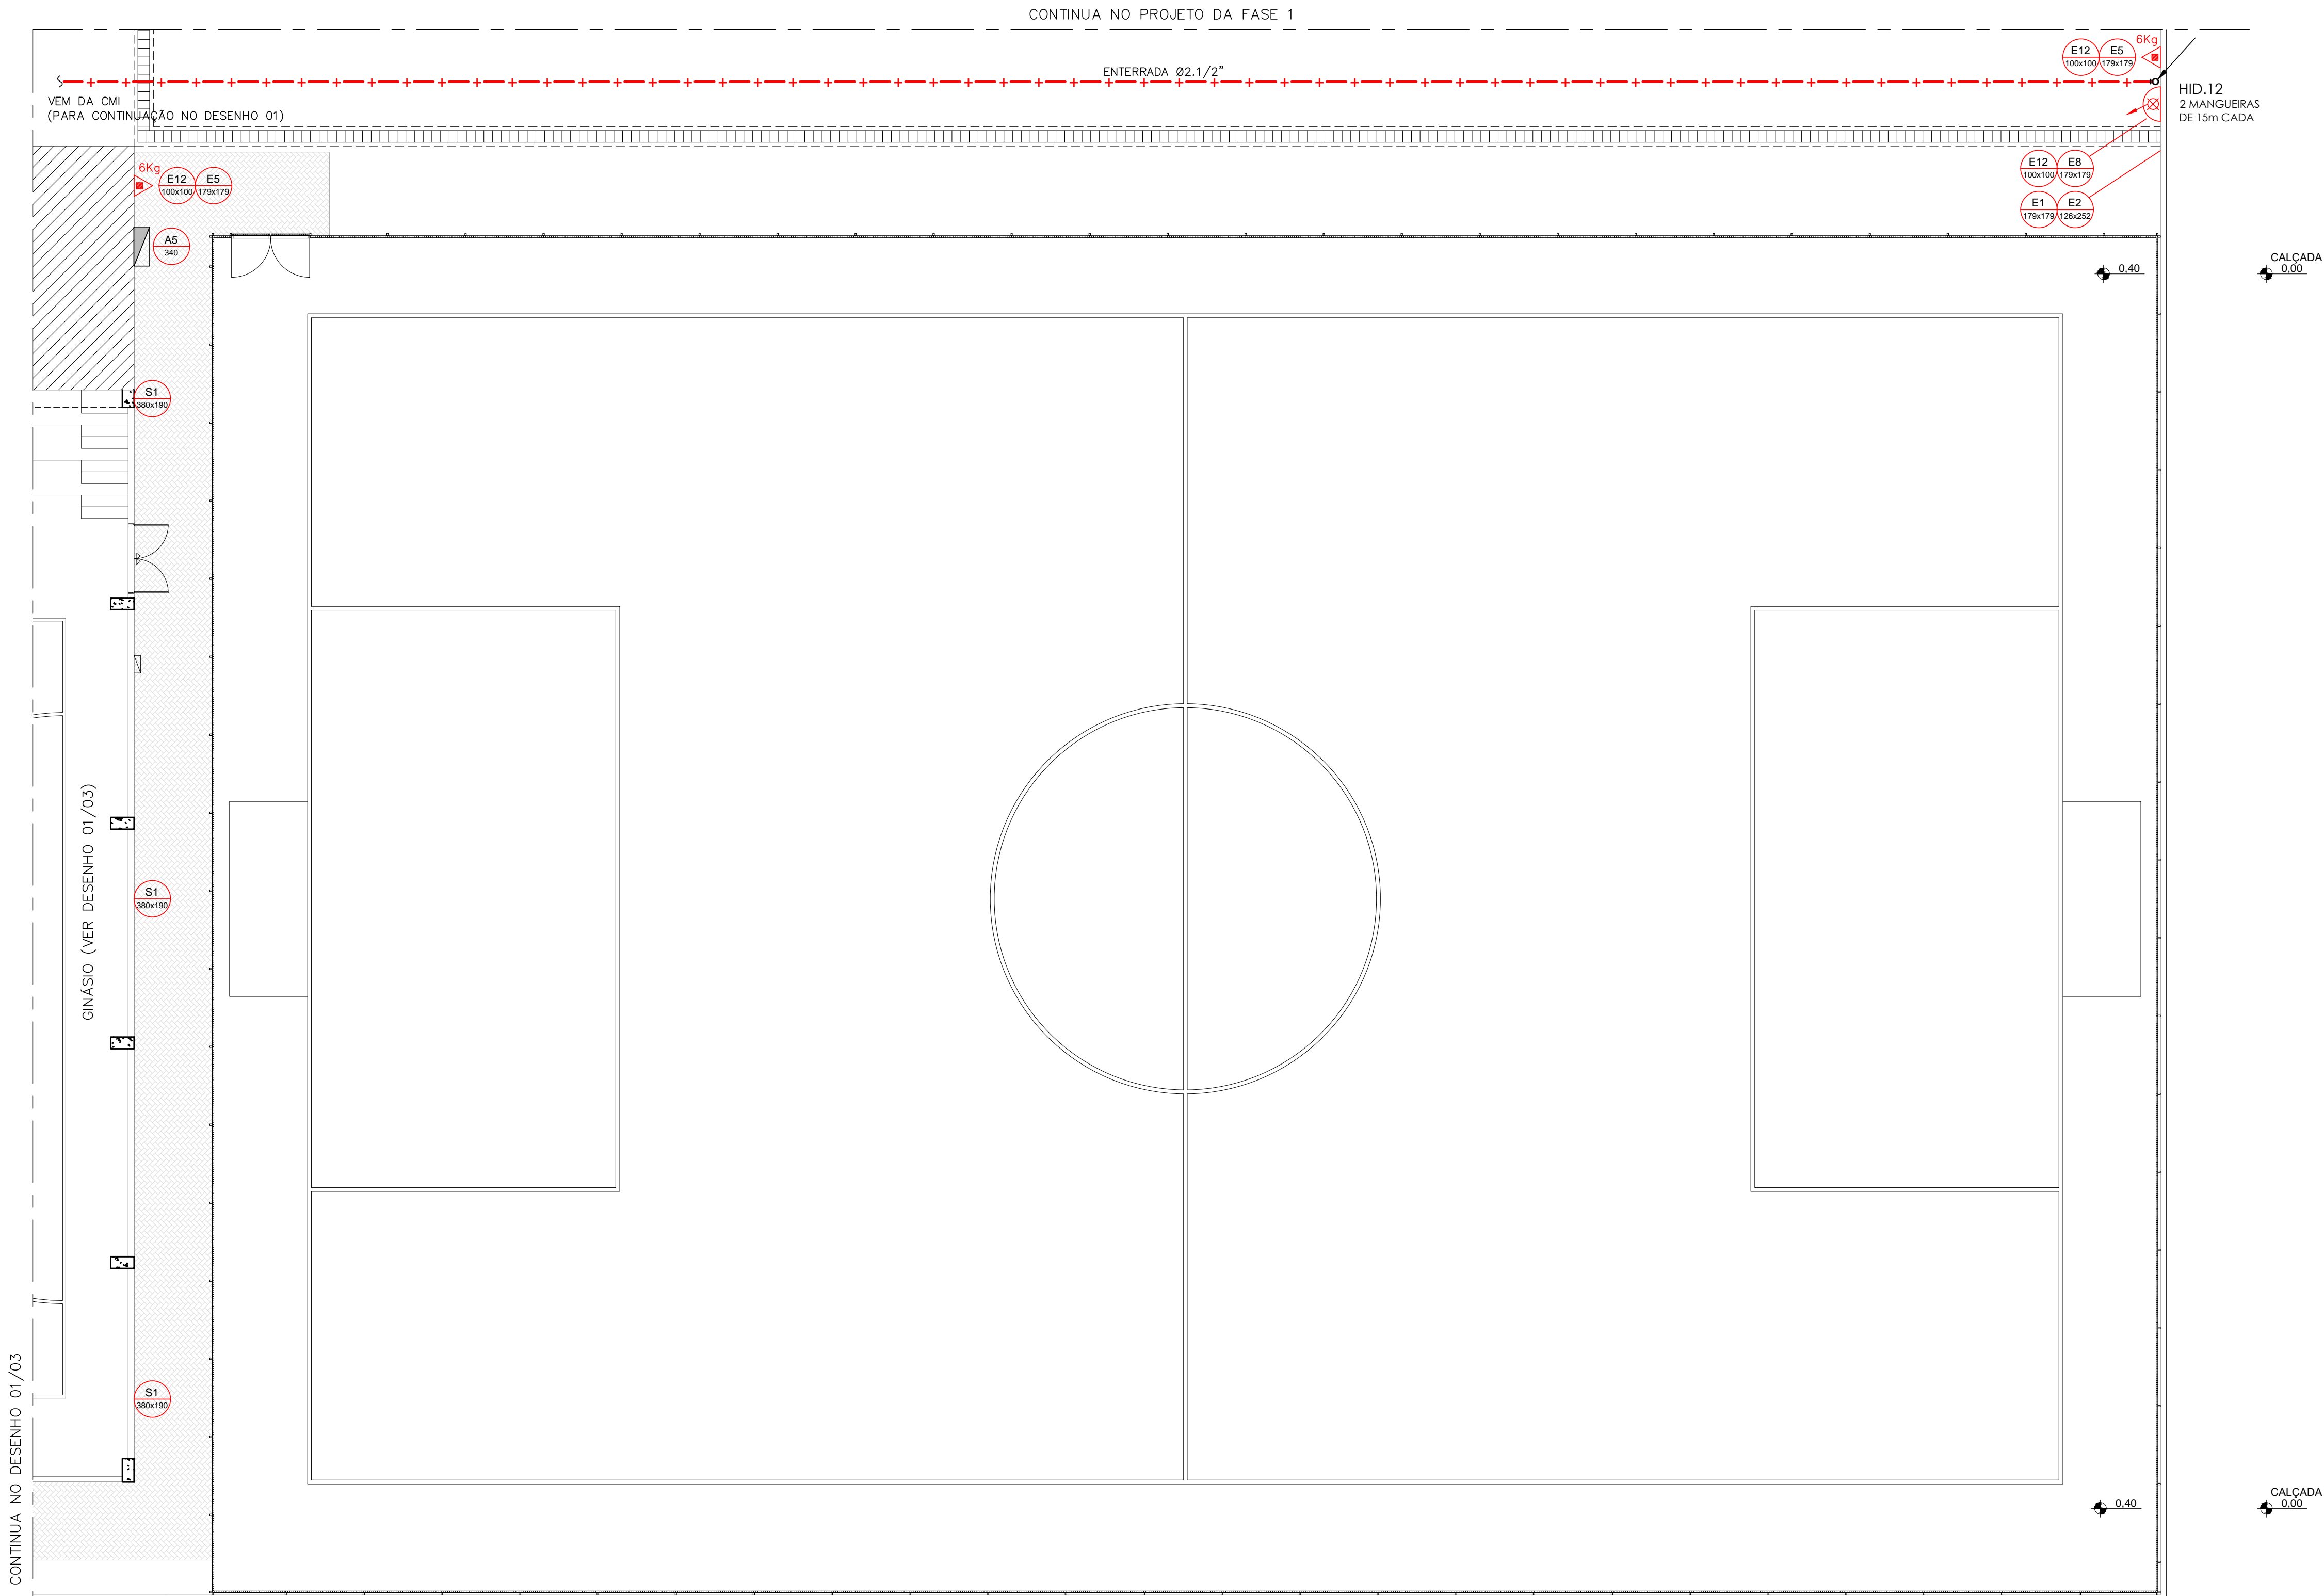 CONTINUA NO PROJETO DA FASE 1
6Kg
E12
100x100
E5
179x179
ENTERRADA Ø2.1/2"
HID.12
2 MANGUEIRAS
DE 15m CADA
VEM DA CMI
(PARA CONTINUAÇÃO NO DESENHO 01)
6Kg
E12
100x100
E5
179x179
E12
100x100
E8
179x179
E1
179x179
E2
126x252
A5
340
0,40
CALÇADA
0,00
S1
380x190
GINÁSIO (VER DESENHO 01/03)
S1
380x190
S1
380x190
CONTINUA NO DESENHO 01/03
0,40
CALÇADA
0,00